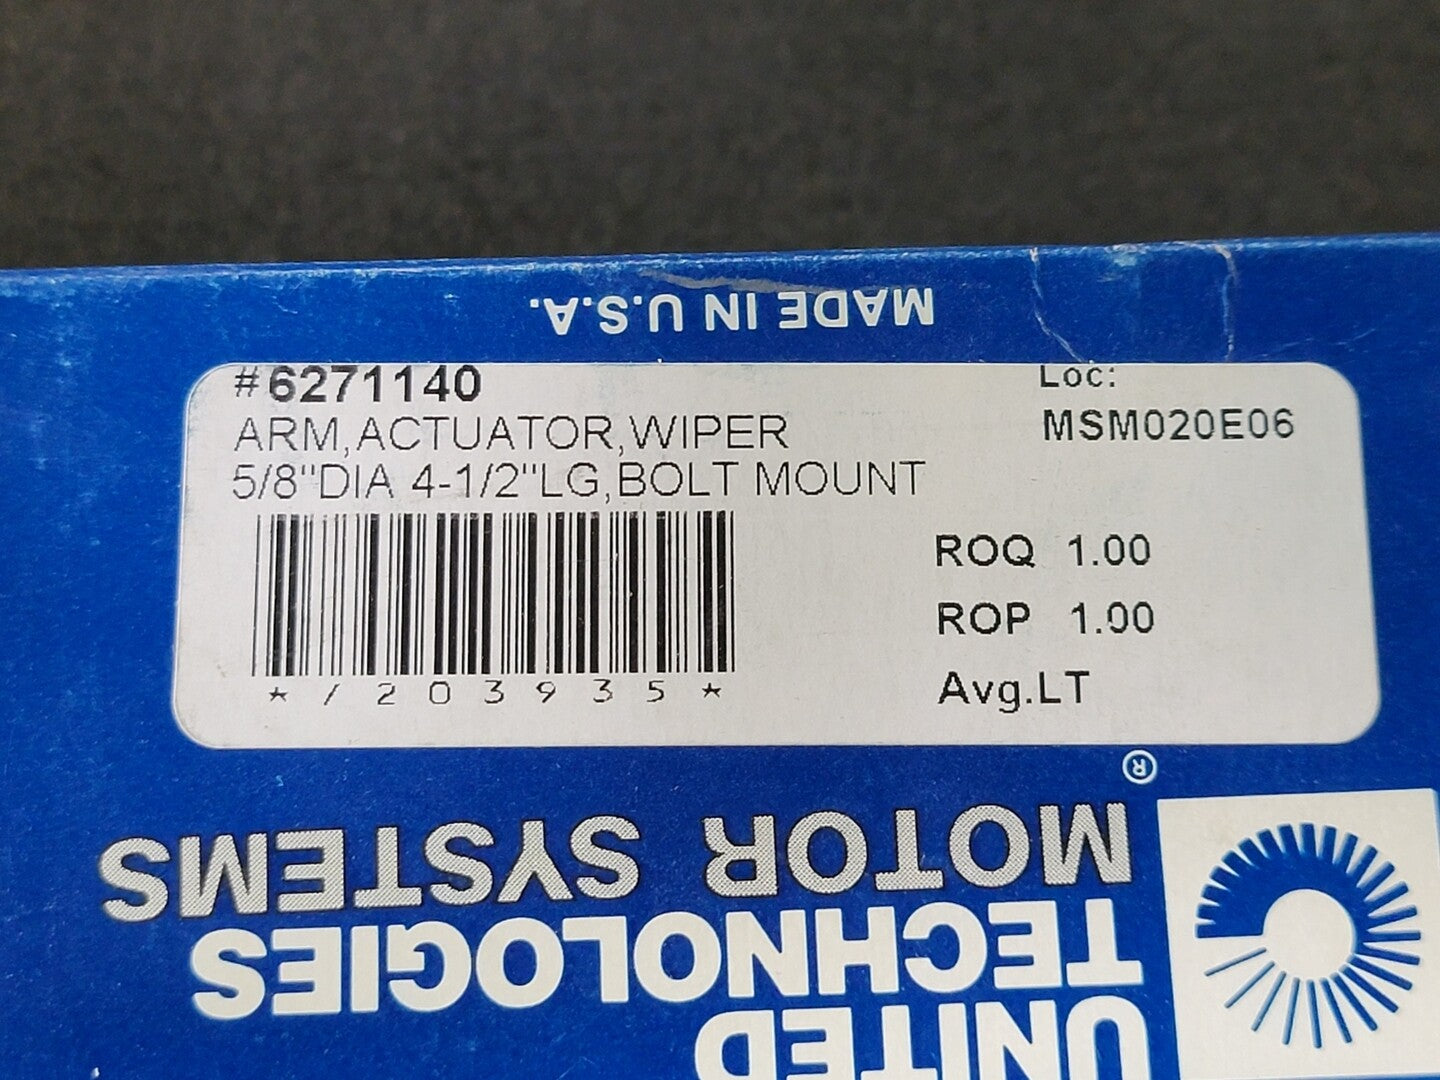 MADE IN U.S.A.
#6271140
Loc:
ARM,ACTUATOR,WIPER
MSM020E06
5/8"DIA 4-1/2"LG,BOLT MOUNT
ROQ 1.00
ROP 1.00
Avg.LT
*/203935*
®
MOTOR SYSTEMS
TECHNOLOGIES
UNITED